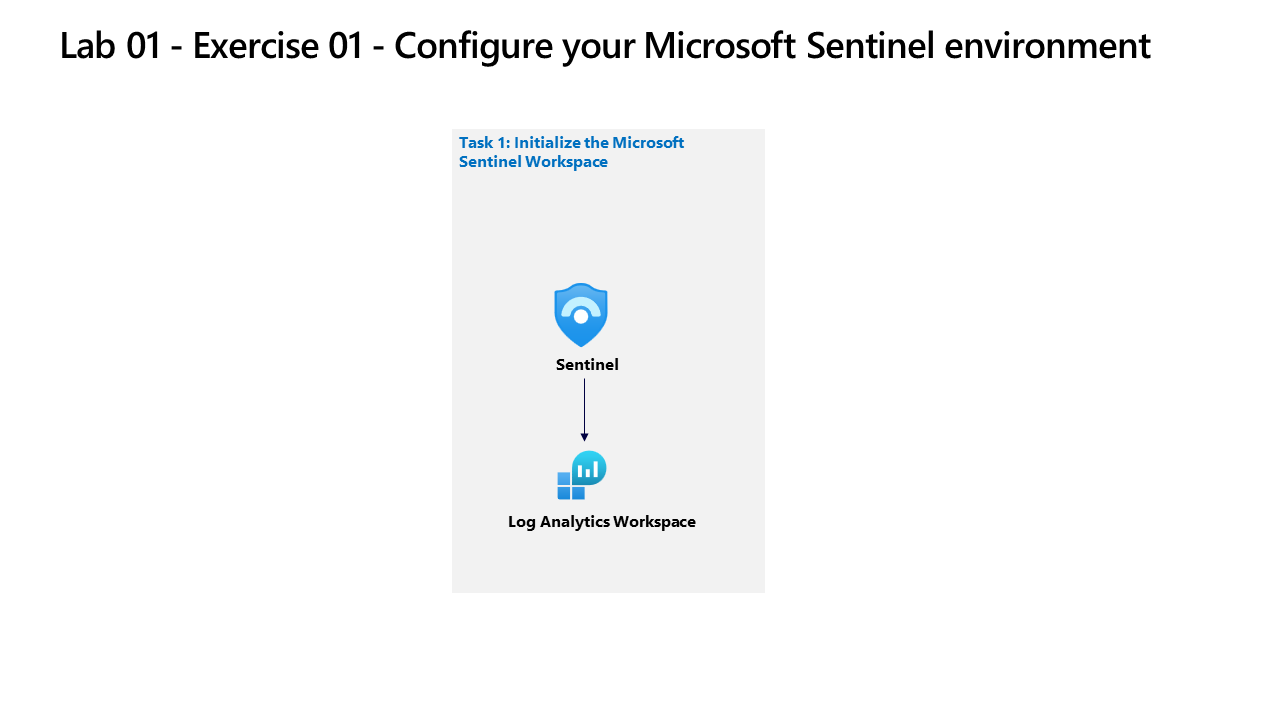 Lab 01 - Exercise 01 - Configure your Microsoft Sentinel environment
Task 1: Initialize the Microsoft
Sentinel Workspace
Sentinel
Log Analytics Workspace